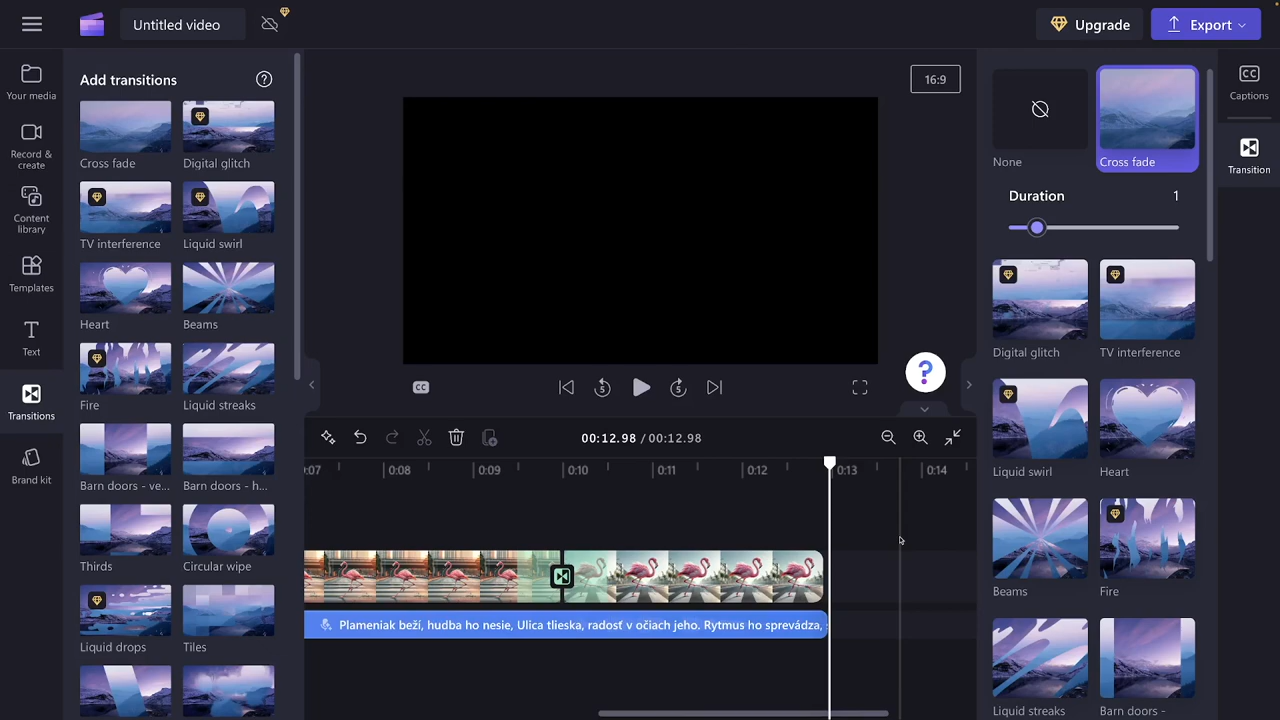 Untitled video
Upgrade
Export
Your media
Record &
create
Content
library
Templates
Text
Transitions
Brand kit
Add transitions
?
Cross fade
Digital glitch
TV interference
Liquid swirl
Heart
Beams
Fire
Liquid streaks
Barn doors - ve...
Barn doors - h...
Thirds
Circular wipe
Liquid drops
Tiles
16:9
CC
5
5
?
00:12.98 / 00:12.98
0:07
0:08
0:09
0:10
0:11
0:12
0:13
0:14
Plameniak beží, hudba ho nesie, Ulica tlieska, radosť v očiach jeho. Rytmus ho sprevádza,
None
Cross fade
Duration
1
Digital glitch
TV interference
Liquid swirl
Heart
Beams
Fire
Liquid streaks
Barn doors -
CC
Captions
Transition